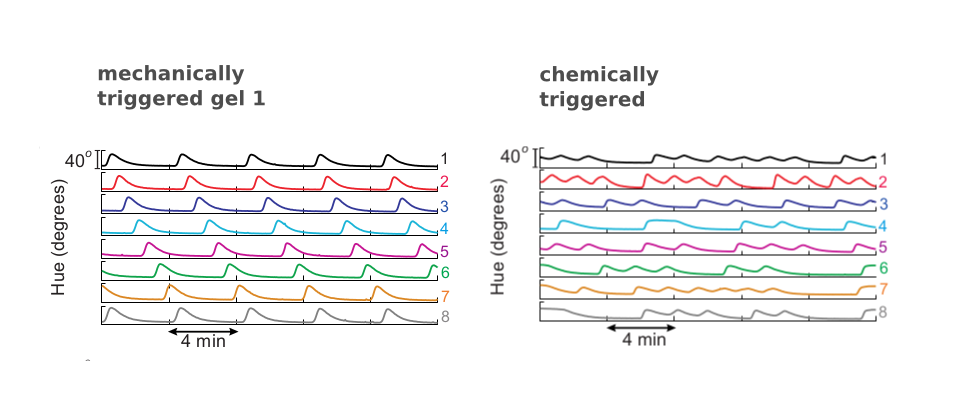 mechanically
triggered gel 1
40°
Hue (degrees)
1
2
3
4
5
6
7
8
4 min
chemically
triggered
40°
Hue (degrees)
1
2
3
4
5
6
7
8
4 min